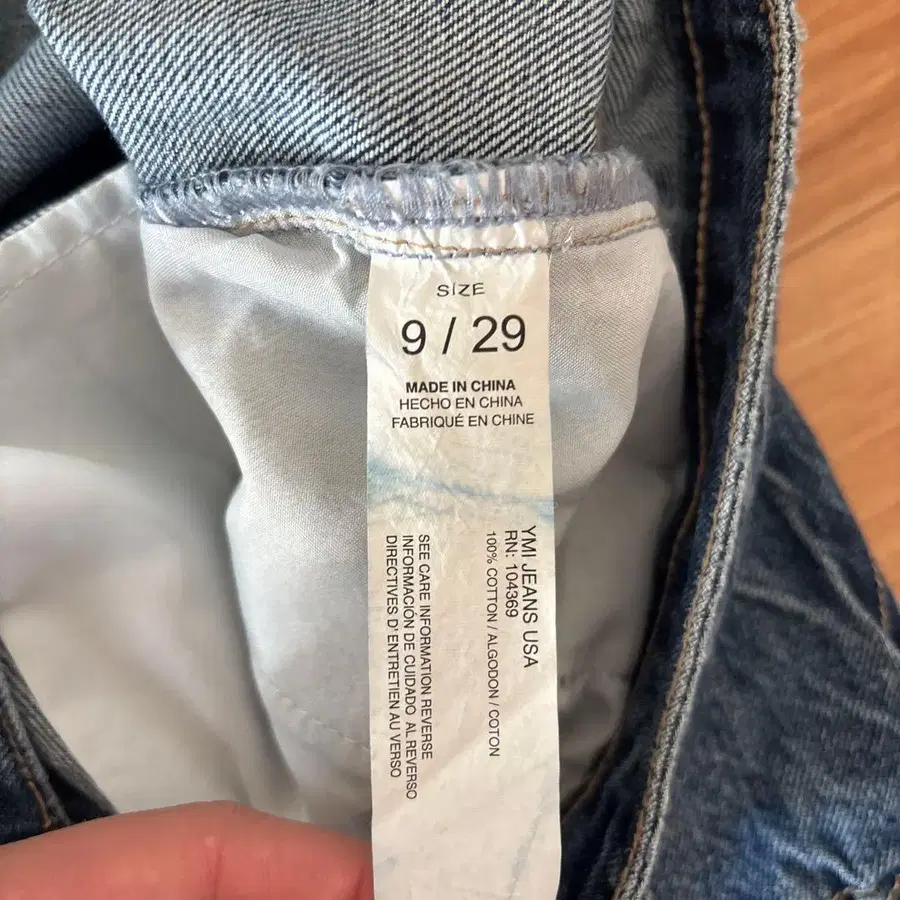 SIZE
9 / 29
MADE IN CHINA
HECHO EN CHINA
FABRIQUÉ EN CHINE
YMI JEANS USA
RN: 104369
100% COTTON / ALGODON / COTON
SEE CARE INFORMATION REVERSE
INFORMACIÓN DE CUIDADO AL REVERSO
DIRECTIVES D' ENTRETIEN AU VERSO